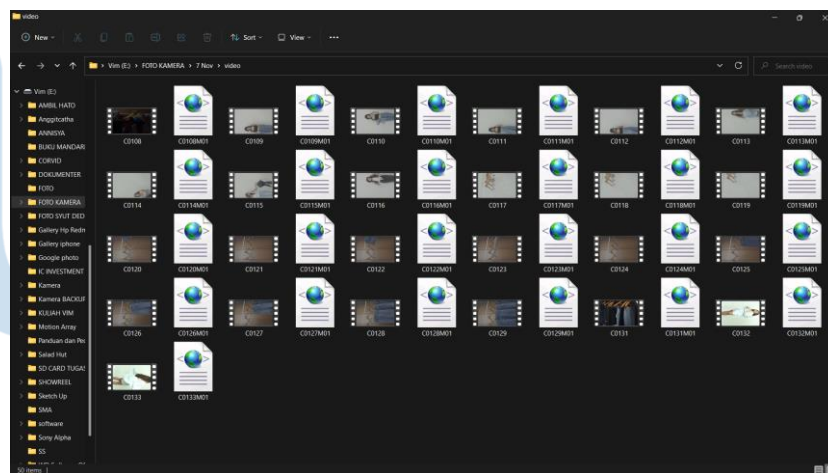 video
New
Sort
View
Vim (E:) > FOTO KAMERA > 7 Nov > video
Search video
Vim (E:)
AMBIL HATO
Anggitcatha
ANNISYA
BUKU MANDARI
CORVID
DOKUMENTER
FOTO
FOTO KAMERA
FOTO SYUT DED
Gallery Hp Redn
Gallery iphone
Google photo
IC INVESTMENT
Kamera
Kamera BACKUP
KULIAH VIM
Motion Array
Panduan dan Pe
Salad Hut
SD CARD TUGAS
SHOWREEL
Sketch Up
SMA
software
Sony Alpha
SS
C0108 C0108M01 C0109 C0109M01 C0110 C0110M01 C0111 C0111M01 C0112 C0112M01 C0113 C0113M01
C0114 C0114M01 C0115 C0115M01 C0116 C0116M01 C0117 C0117M01 C0118 C0118M01 C0119 C0119M01
C0120 C0120M01 C0121 C0121M01 C0122 C0122M01 C0123 C0123M01 C0124 C0124M01 C0125 C0125M01
C0126 C0126M01 C0127 C0127M01 C0128 C0128M01 C0129 C0129M01 C0131 C0131M01 C0132 C0132M01
C0133 C0133M01
50 items